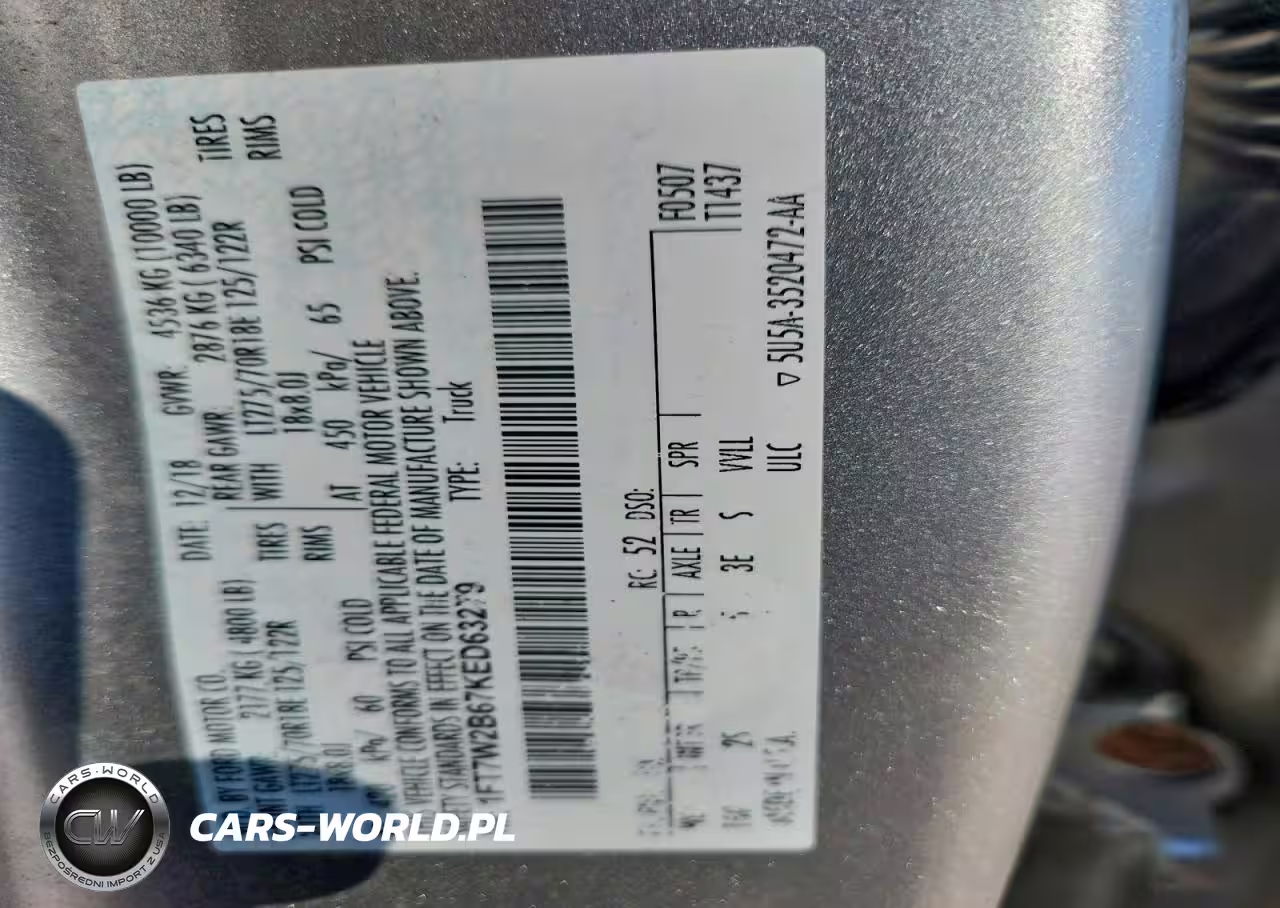 BY FORD MOTOR CO.
DATE: 12/18 GVWR: 4536 KG (10000 LB)
2177 KG ( 4800 LB)
REAR GAWR: 2876 KG ( 6340 LB)
TIRES
WITH LT275/70R18E 125/122R TIRES
LT275/70R18E 125/122R
RIMS
18x8.0J RIMS
18x8.0J
kPa/ 60 PSI COLD
AT 450 kPa/ 65 PSI COLD
VEHICLE CONFORMS TO ALL APPLICABLE FEDERAL MOTOR VEHICLE
STANDARDS IN EFFECT ON THE DATE OF MANUFACTURE SHOWN ABOVE.
TYPE: Truck
RC: 52 DSO:
F0507
AXLE TR SPR T1437
3E S VVLL
ULC ▽ 5U5A-3520472-AA
CARS-WORLD
CW
BEZPOŚREDNI IMPORT Z USA
CARS-WORLD.PL